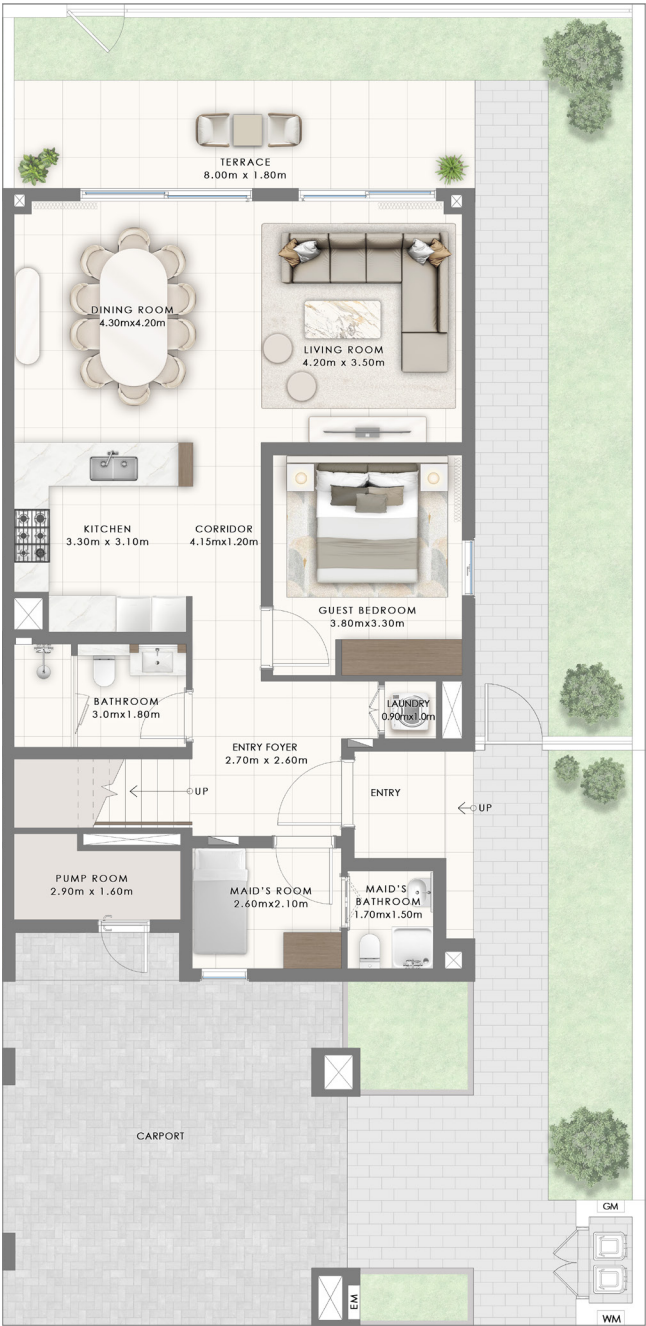 TERRACE
8.00m x 1.80m
DINING ROOM
4.30mx4.20m
LIVING ROOM
4.20m x 3.50m
KITCHEN
3.30m x 3.10m
CORRIDOR
4.15mx1.20m
GUEST BEDROOM
3.80mx3.30m
BATHROOM
3.0mx1.80m
LAUNDRY
0.90mx1.0m
ENTRY FOYER
2.70m x 2.60m
UP
ENTRY
UP
PUMP ROOM
2.90m x 1.60m
MAID'S ROOM
2.60mx2.10m
MAID'S
BATHROOM
1.70mx1.50m
CARPORT
GM
EM
WM